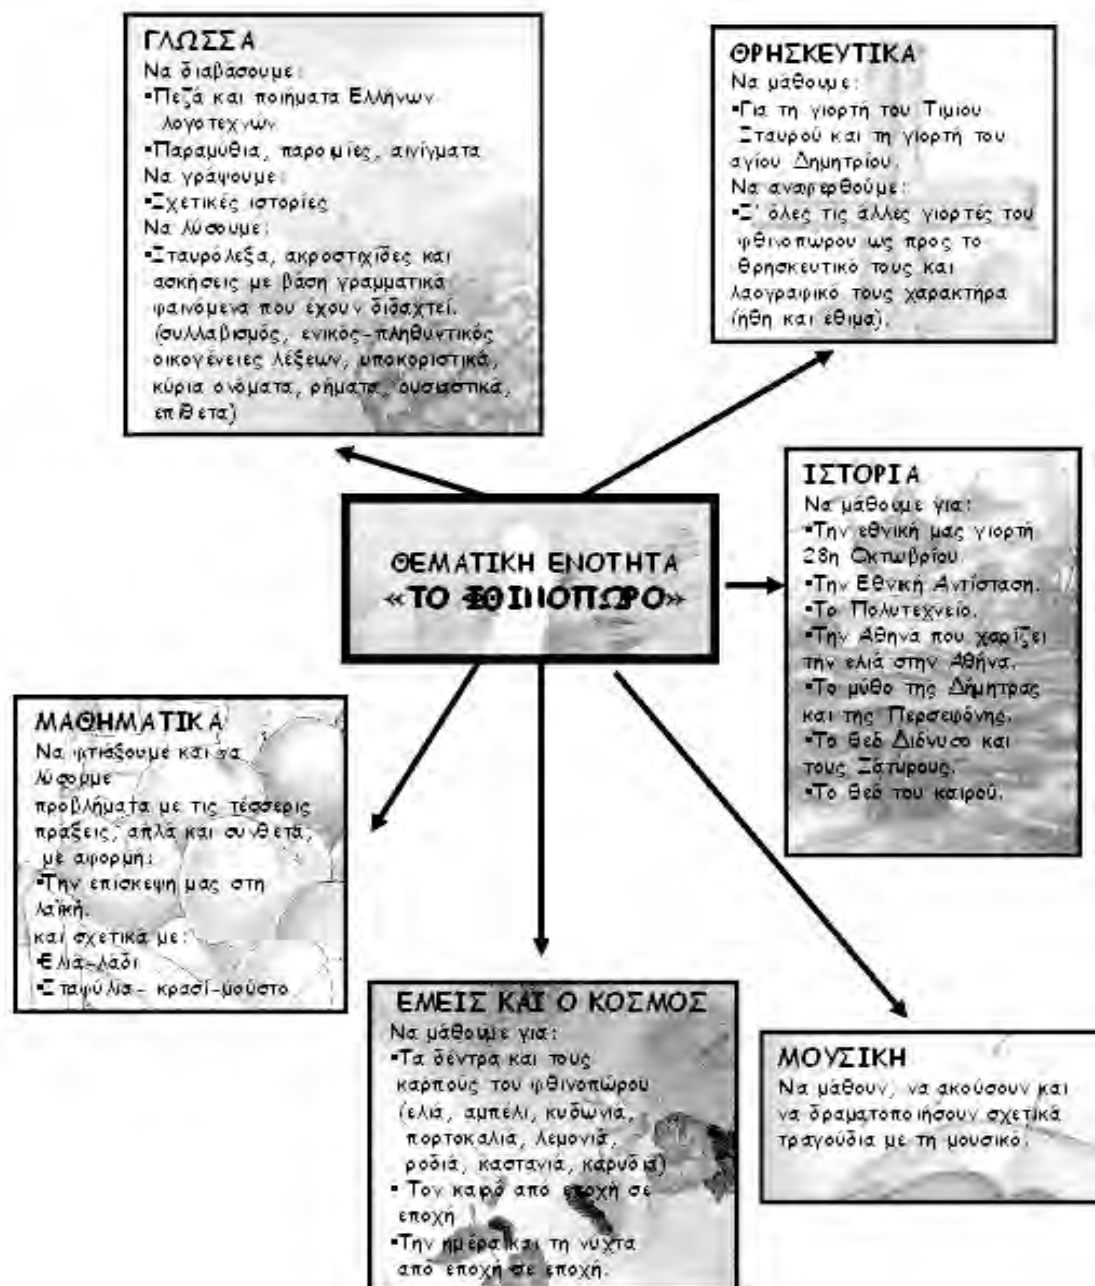 ΓΛΩΣΣΑ
Να διαβάσουμε:
▪Πεζά και ποιήματα Ελλήνων
λογοτεχνών
▪Παραμύθια, παροιμίες, αινίγματα
Να γράψουμε:
▪Σχετικές ιστορίες
Να λύσουμε:
▪Σταυρόλεξα, ακροστιχίδες και
ασκήσεις με βάση γραμματικά
φαινόμενα που έχουν διδαχτεί.
(συλλαβισμός, ενικός-πληθυντικός
οικογένειες λέξεων, υποκοριστικά,
κύρια ονόματα, ρήματα, ουσιαστικά,
επίθετα)
ΘΡΗΣΚΕΥΤΙΚΑ
Να μάθουμε:
▪Για τη γιορτή του Τιμίου
Σταυρού και τη γιορτή του
αγίου Δημητρίου.
Να αναφερθούμε:
▪Σ' όλες τις άλλες γιορτές του
φθινοπώρου ως προς το
θρησκευτικό τους και
λαογραφικό τους χαρακτήρα
(ήθη και έθιμα).
ΘΕΜΑΤΙΚΗ ΕΝΟΤΗΤΑ
«ΤΟ ΦΘΙΝΟΠΩΡΟ»
ΙΣΤΟΡΙΑ
Να μάθουμε για:
▪Την εθνική μας γιορτή
28η Οκτωβρίου
▪Την Εθνική Αντίσταση.
▪Το Πολυτεχνείο.
▪Την Αθηνά που χαρίζει
την ελιά στην Αθήνα.
▪Το μύθο της Δήμητρας
και της Περσεφόνης.
▪Το θεό Διόνυσο και
τους Σάτυρους.
▪Το θεό του καιρού.
ΜΑΘΗΜΑΤΙΚΑ
Να φτιάξουμε και να
λύσουμε
προβλήματα με τις τέσσερις
πράξεις, απλά και σύνθετα,
με αφορμή:
▪Την επίσκεψη μας στη
λαϊκή.
και σχετικά με:
▪Ελιά-λάδι
▪Σταφύλια- κρασί-μούστο
ΕΜΕΙΣ ΚΑΙ Ο ΚΟΣΜΟΣ
Να μάθουμε για:
▪Τα δέντρα και τους
καρπούς του φθινοπώρου
(ελιά, αμπέλι, κυδωνιά,
πορτοκαλιά, λεμονιά,
ροδιά, καστανιά, καρυδιά)
▪ Τον καιρό από εποχή σε
εποχή
▪Την ημέρα και τη νύχτα
από εποχή σε εποχή.
ΜΟΥΣΙΚΗ
Να μάθουν, να ακούσουν και
να δραματοποιήσουν σχετικά
τραγούδια με τη μουσικό.